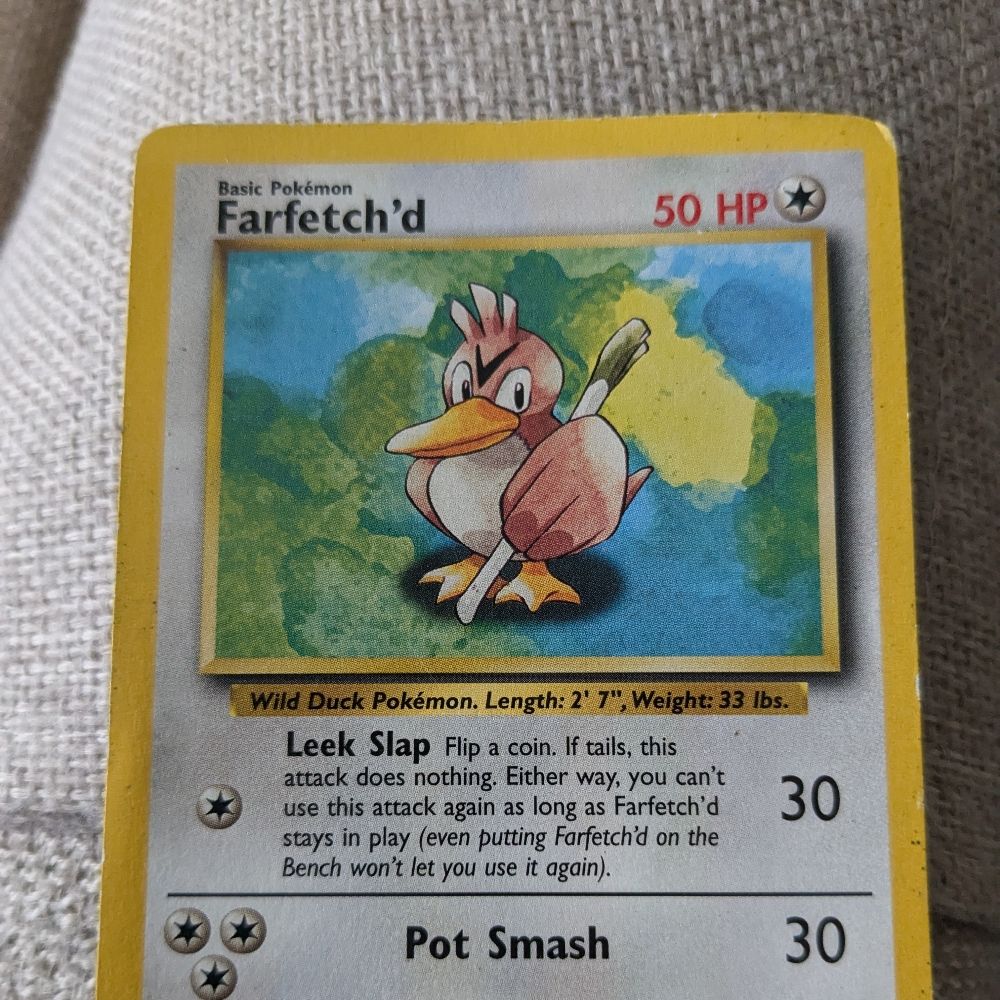 Basic Pokémon
Farfetch'd
50 HP
Wild Duck Pokémon. Length: 2' 7", Weight: 33 lbs.
Leek Slap Flip a coin. If tails, this
attack does nothing. Either way, you can't
use this attack again as long as Farfetch'd
stays in play (even putting Farfetch'd on the
Bench won't let you use it again).
30
Pot Smash
30